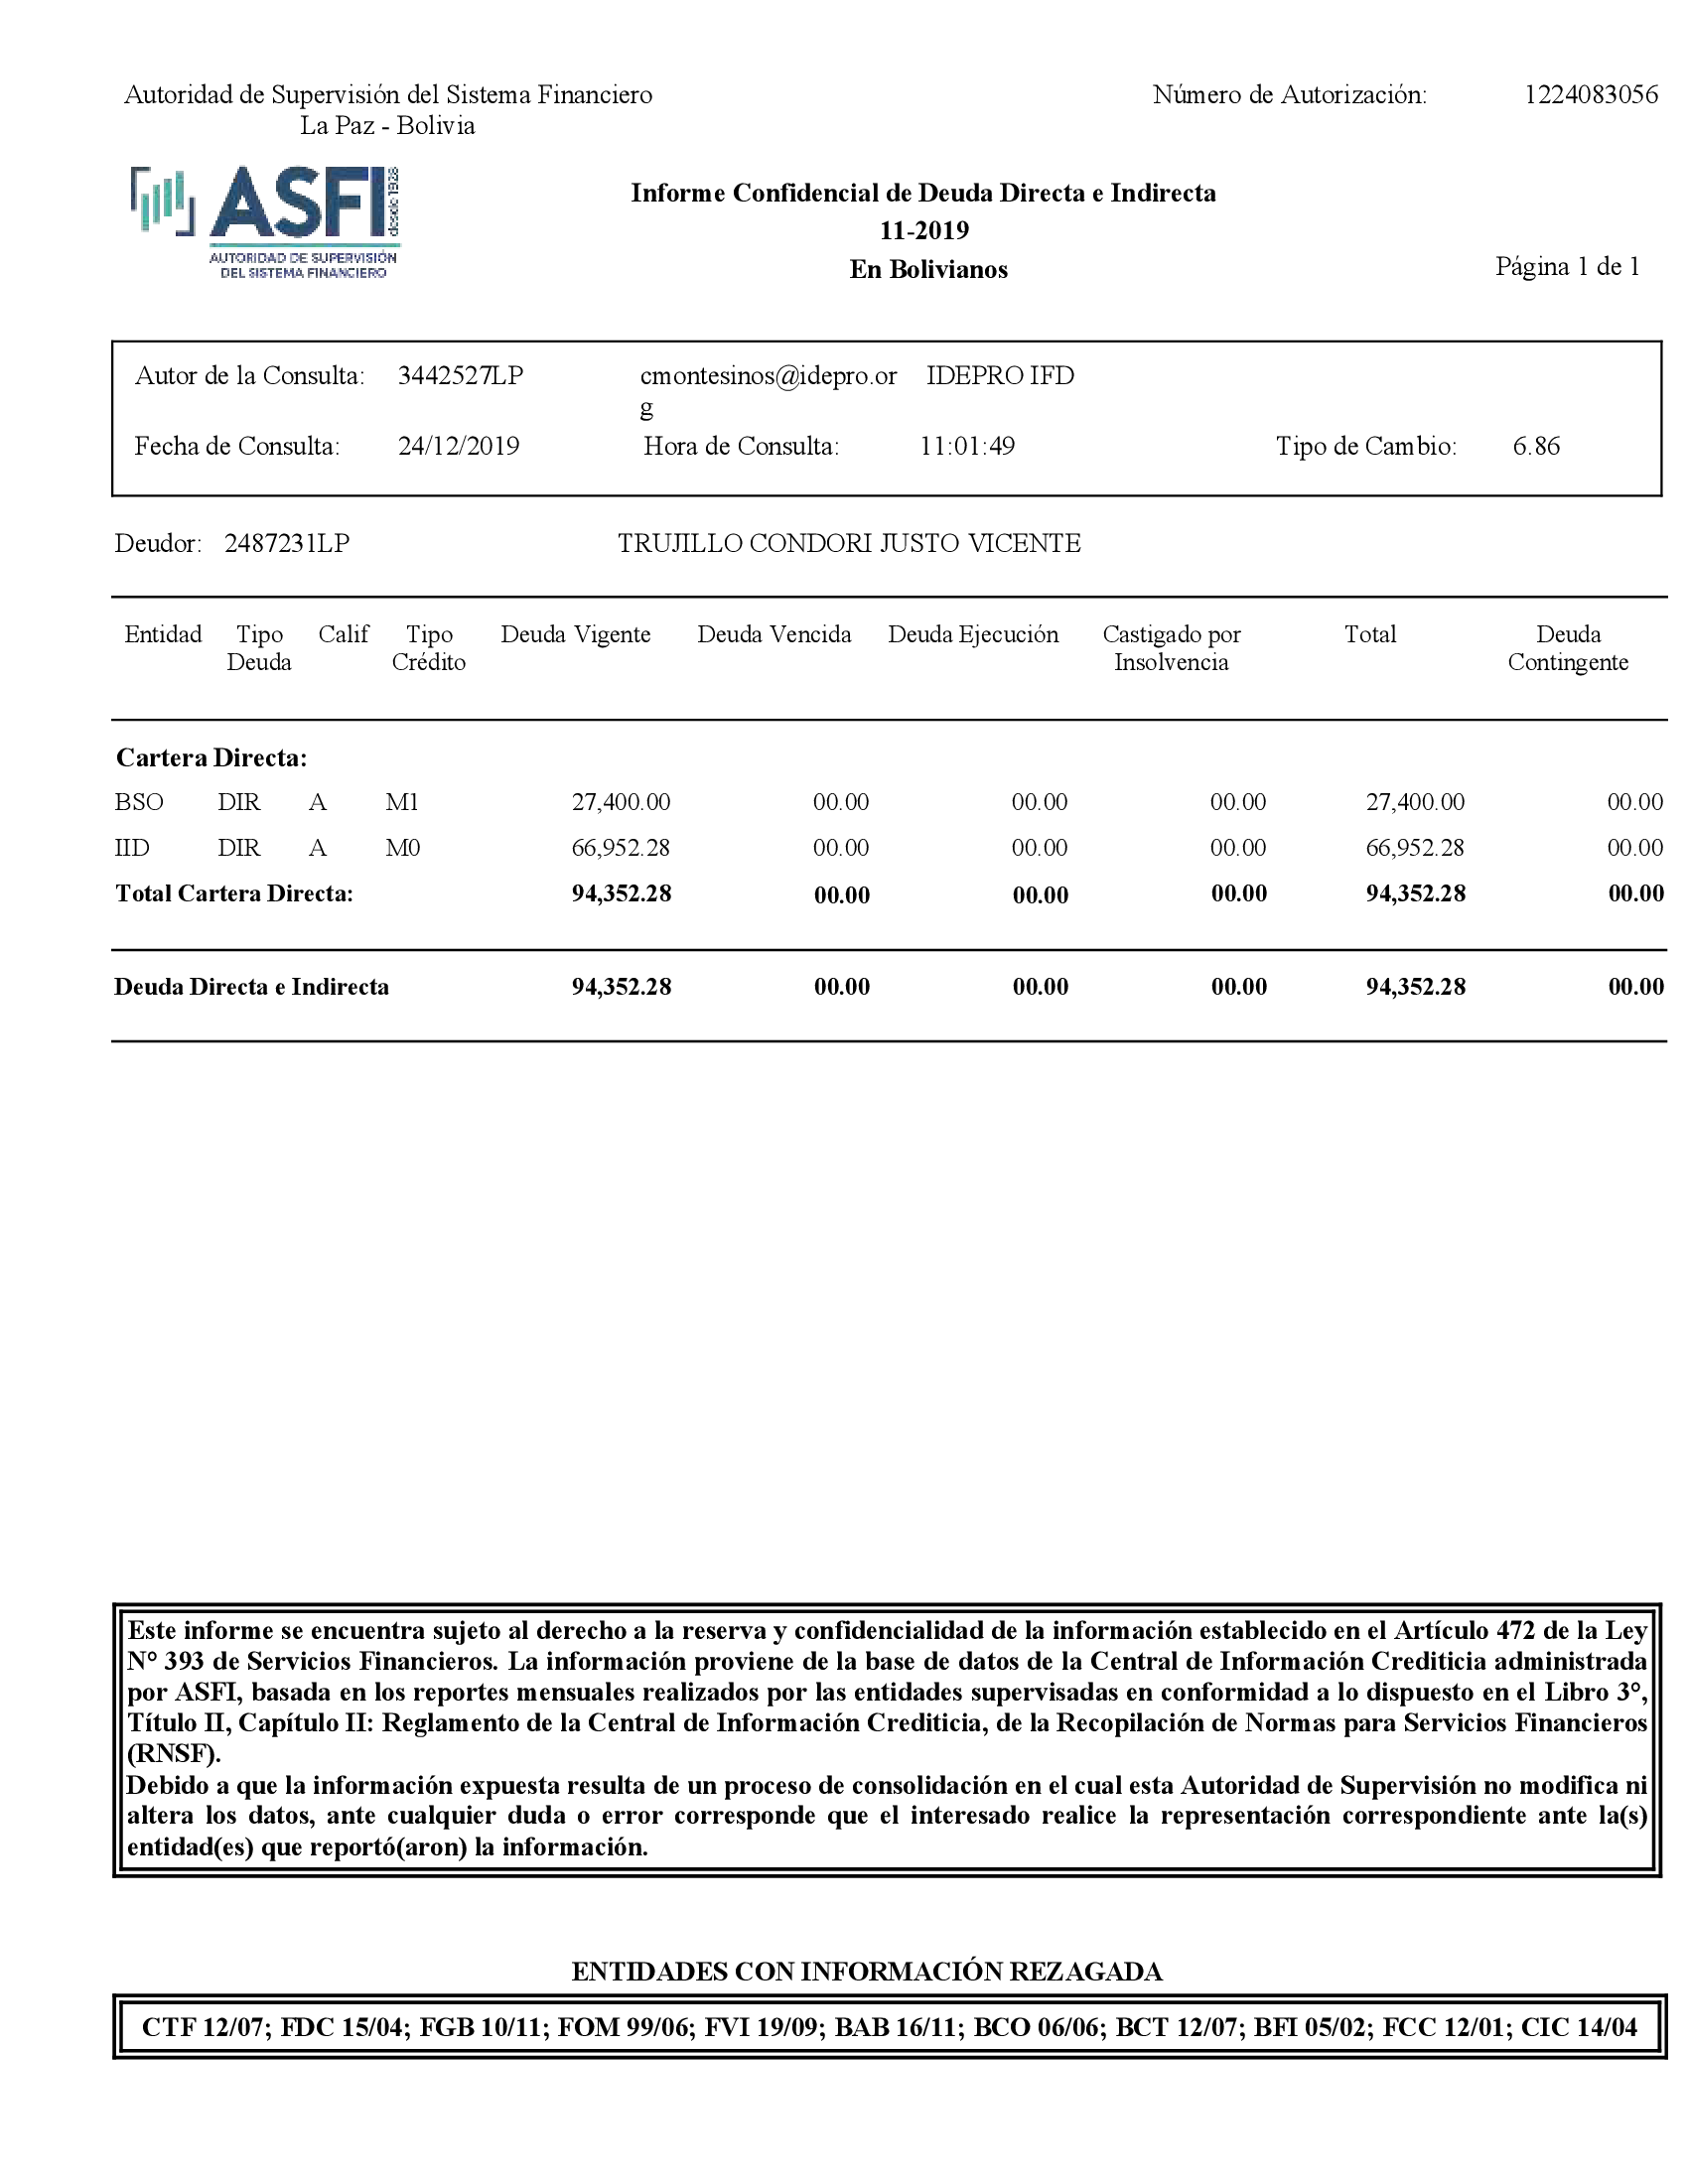 Autoridad de Supervisión del Sistema Financiero
La Paz - Bolivia
Número de Autorización: 1224083056
ASFI desde 1928
AUTORIDAD DE SUPERVISIÓN
DEL SISTEMA FINANCIERO
Informe Confidencial de Deuda Directa e Indirecta
11-2019
En Bolivianos
Página 1 de 1
Autor de la Consulta: 3442527LP cmontesinos@idepro.or IDEPRO IFD
g
Fecha de Consulta: 24/12/2019 Hora de Consulta: 11:01:49 Tipo de Cambio: 6.86
Deudor: 2487231LP TRUJILLO CONDORI JUSTO VICENTE
Entidad Tipo Calif Tipo Deuda Vigente Deuda Vencida Deuda Ejecución Castigado por Total Deuda
Deuda Crédito Insolvencia Contingente
Cartera Directa:
BSO DIR A M1 27,400.00 00.00 00.00 00.00 27,400.00 00.00
IID DIR A M0 66,952.28 00.00 00.00 00.00 66,952.28 00.00
Total Cartera Directa: 94,352.28 00.00 00.00 00.00 94,352.28 00.00
Deuda Directa e Indirecta 94,352.28 00.00 00.00 00.00 94,352.28 00.00
Este informe se encuentra sujeto al derecho a la reserva y confidencialidad de la información establecido en el Artículo 472 de la Ley
N° 393 de Servicios Financieros. La información proviene de la base de datos de la Central de Información Crediticia administrada
por ASFI, basada en los reportes mensuales realizados por las entidades supervisadas en conformidad a lo dispuesto en el Libro 3°,
Título II, Capítulo II: Reglamento de la Central de Información Crediticia, de la Recopilación de Normas para Servicios Financieros
(RNSF).
Debido a que la información expuesta resulta de un proceso de consolidación en el cual esta Autoridad de Supervisión no modifica ni
altera los datos, ante cualquier duda o error corresponde que el interesado realice la representación correspondiente ante la(s)
entidad(es) que reportó(aron) la información.
ENTIDADES CON INFORMACIÓN REZAGADA
CTF 12/07; FDC 15/04; FGB 10/11; FOM 99/06; FVI 19/09; BAB 16/11; BCO 06/06; BCT 12/07; BFI 05/02; FCC 12/01; CIC 14/04